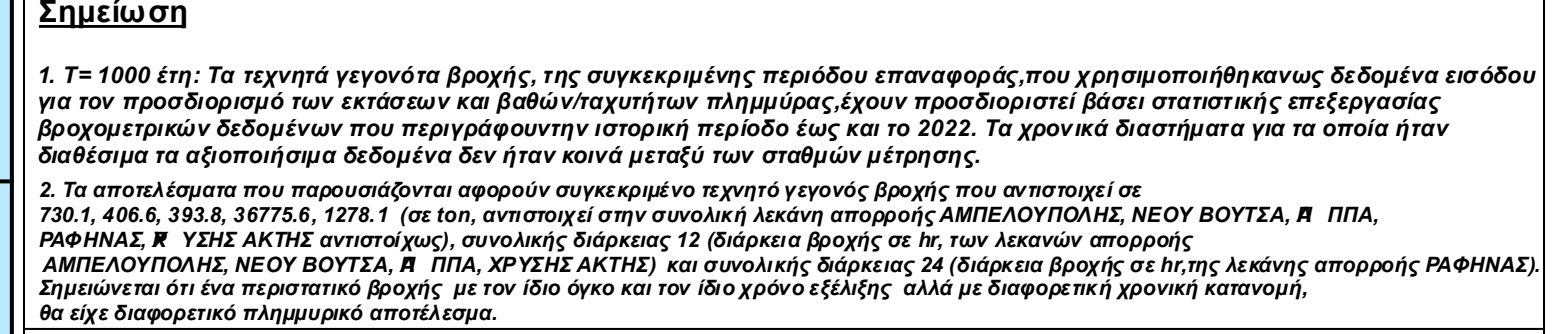 Σημείωση
1. Τ= 1000 έτη: Τα τεχνητά γεγονότα βροχής, της συγκεκριμένης περιόδου επαναφοράς,που χρησιμοποιήθηκανως δεδομένα εισόδου
για τον προσδιορισμό των εκτάσεων και βαθών/ταχυτήτων πλημμύρας,έχουν προσδιοριστεί βάσει στατιστικής επεξεργασίας
βροχομετρικών δεδομένων που περιγράφουντην ιστορική περίοδο έως και το 2022. Τα χρονικά διαστήματα για τα οποία ήταν
διαθέσιμα τα αξιοποιήσιμα δεδομένα δεν ήταν κοινά μεταξύ των σταθμών μέτρησης.
2. Τα αποτελέσματα που παρουσιάζονται αφορούν συγκεκριμένο τεχνητό γεγονός βροχής που αντιστοιχεί σε
730.1, 406.6, 393.8, 36775.6, 1278.1 (σε ton, αντιστοιχεί στην συνολική λεκάνη απορροής ΑΜΠΕΛΟΥΠΟΛΗΣ, ΝΕΟΥ ΒΟΥΤΣΑ, ΠΠΑ,
ΡΑΦΗΝΑΣ, ΥΣΗΣ ΑΚΤΗΣ αντιστοίχως), συνολικής διάρκειας 12 (διάρκεια βροχής σε hr, των λεκανών απορροής
ΑΜΠΕΛΟΥΠΟΛΗΣ, ΝΕΟΥ ΒΟΥΤΣΑ, ΠΠΑ, ΧΡΥΣΗΣ ΑΚΤΗΣ) και συνολικής διάρκειας 24 (διάρκεια βροχής σε hr,της λεκάνης απορροής ΡΑΦΗΝΑΣ).
Σημειώνεται ότι ένα περιστατικό βροχής με τον ίδιο όγκο και τον ίδιο χρόνο εξέλιξης αλλά με διαφορετική χρονική κατανομή,
θα είχε διαφορετικό πλημμυρικό αποτέλεσμα.